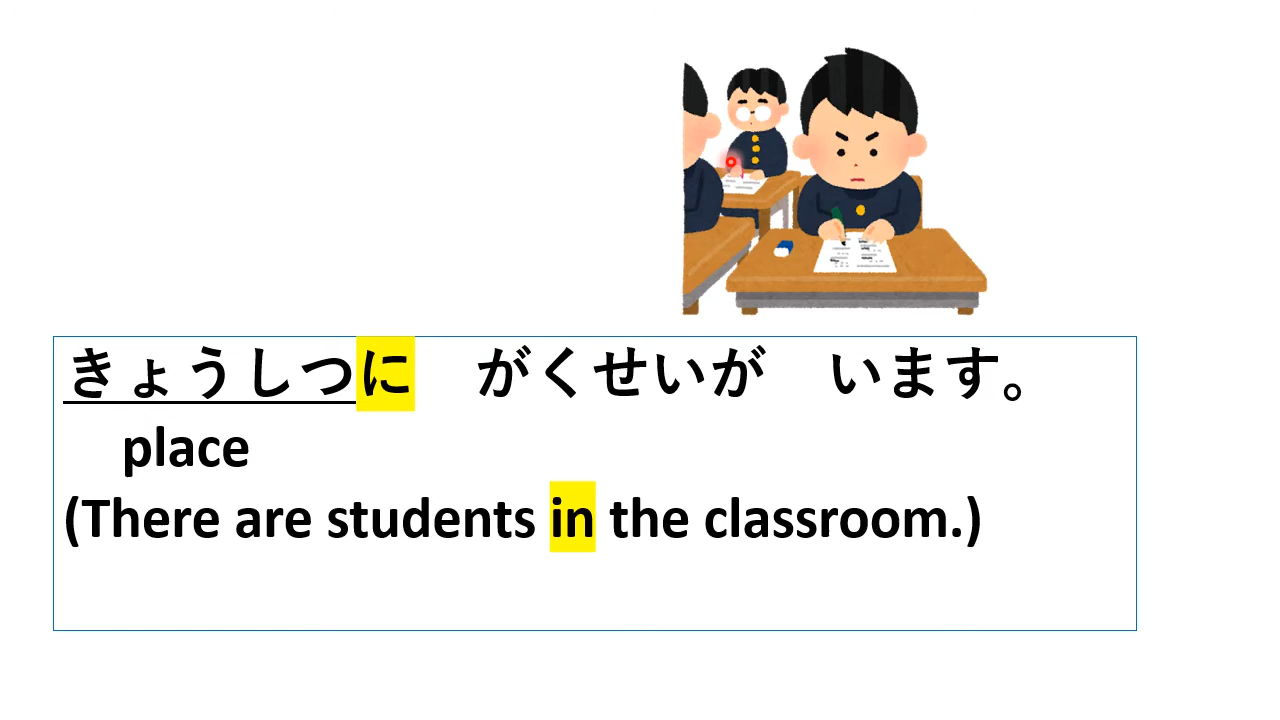 きょうしつに　がくせいが　います。
place
(There are students in the classroom.)